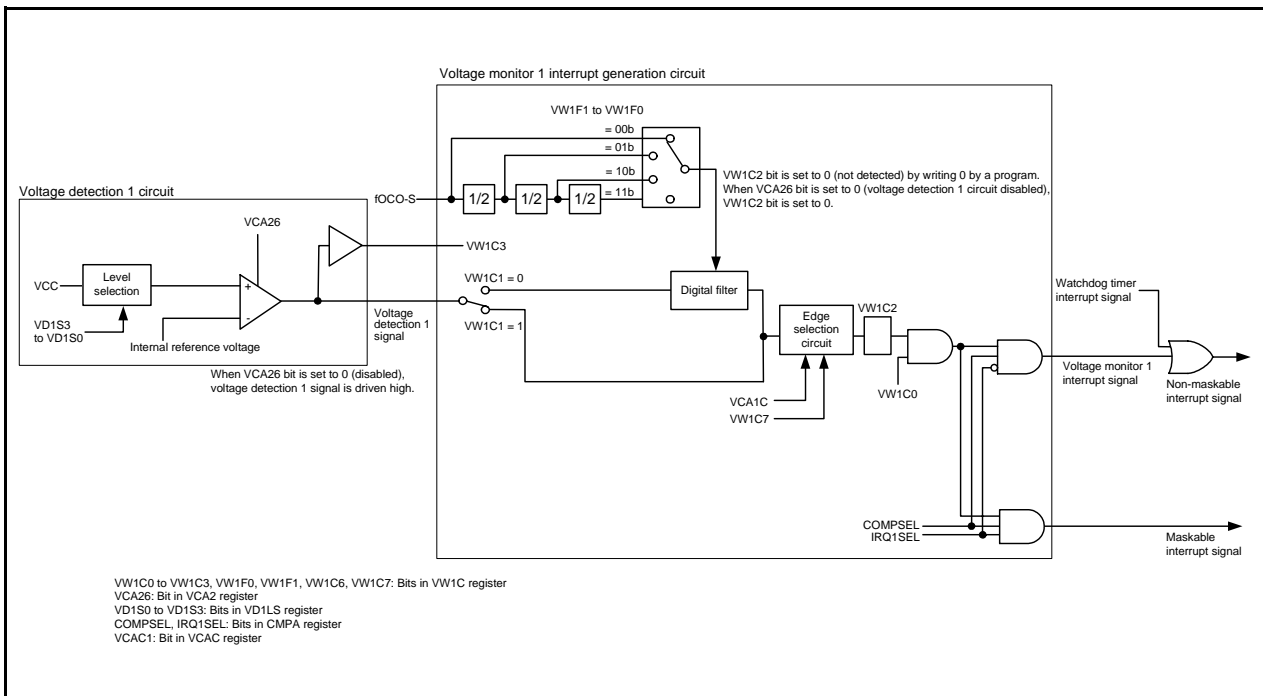 Voltage monitor 1 interrupt generation circuit
VW1F1 to VW1F0
= 00b
= 01b
= 10b
= 11b
fOCO-S
1/2
1/2
1/2
VW1C2 bit is set to 0 (not detected) by writing 0 by a program.
When VCA26 bit is set to 0 (voltage detection 1 circuit disabled),
VW1C2 bit is set to 0.
Voltage detection 1 circuit
VCA26
VW1C3
VCC
Level
selection
+
-
VD1S3
to VD1S0
Internal reference voltage
When VCA26 bit is set to 0 (disabled),
voltage detection 1 signal is driven high.
Voltage
detection 1
signal
VW1C1 = 0
VW1C1 = 1
Digital filter
Edge
selection
circuit
VW1C2
VCA1C
VW1C7
VW1C0
Watchdog timer
interrupt signal
Voltage monitor 1
interrupt signal
Non-maskable
interrupt signal
COMPSEL
IRQ1SEL
Maskable
interrupt signal
VW1C0 to VW1C3, VW1F0, VW1F1, VW1C6, VW1C7: Bits in VW1C register
VCA26: Bit in VCA2 register
VD1S0 to VD1S3: Bits in VD1LS register
COMPSEL, IRQ1SEL: Bits in CMPA register
VCAC1: Bit in VCAC register